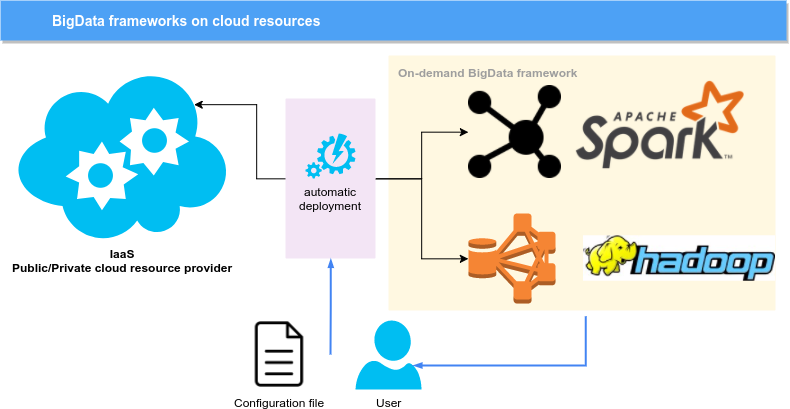 BigData frameworks on cloud resources
On-demand BigData framework
APACHE
Spark™
automatic
deployment
hadoop
IaaS
Public/Private cloud resource provider
Configuration file
User